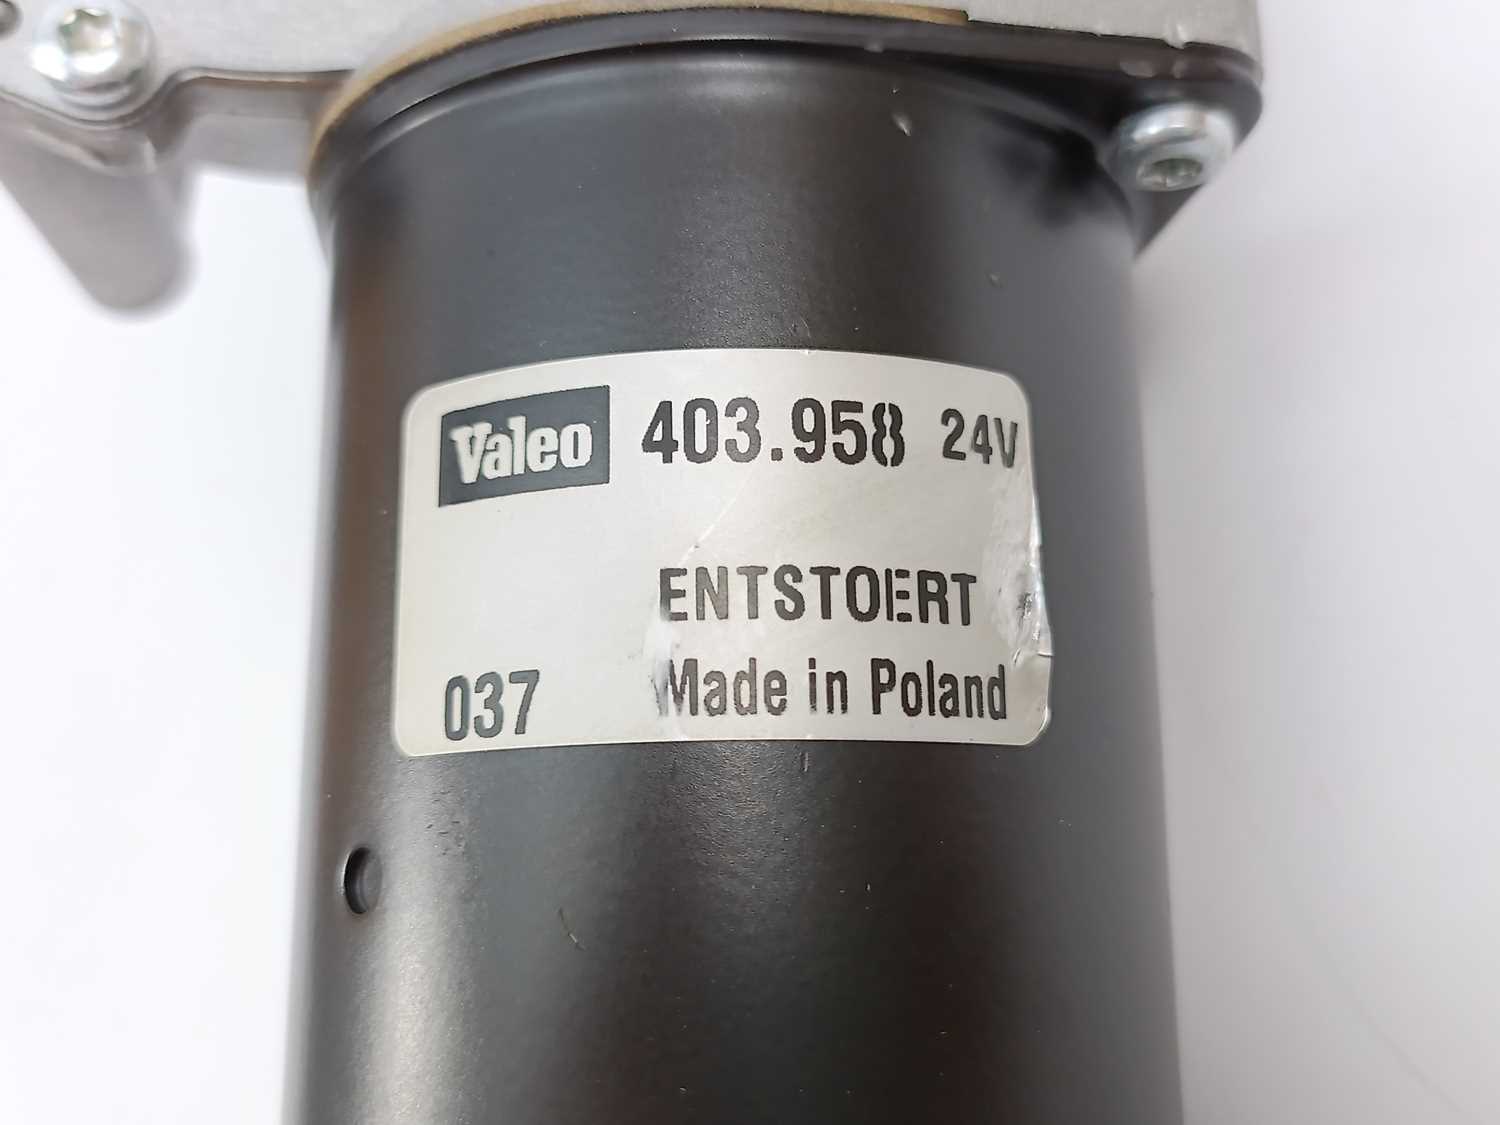 Valeo 403.958 24V
ENTSTOERT
037 Made in Poland